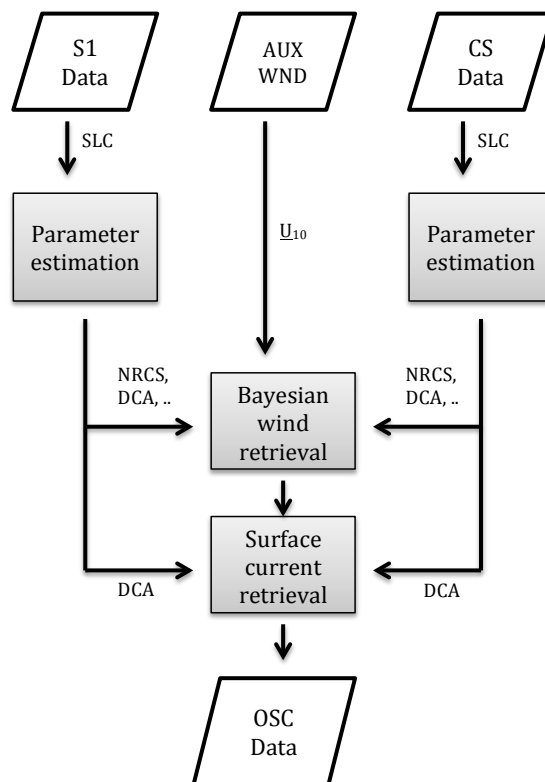 S1
Data
AUX
WND
CS
Data
SLC
SLC
Parameter
estimation
U10
Parameter
estimation
NRCS,
DCA, ..
NRCS,
DCA, ..
Bayesian
wind
retrieval
Surface
current
retrieval
DCA
DCA
OSC
Data